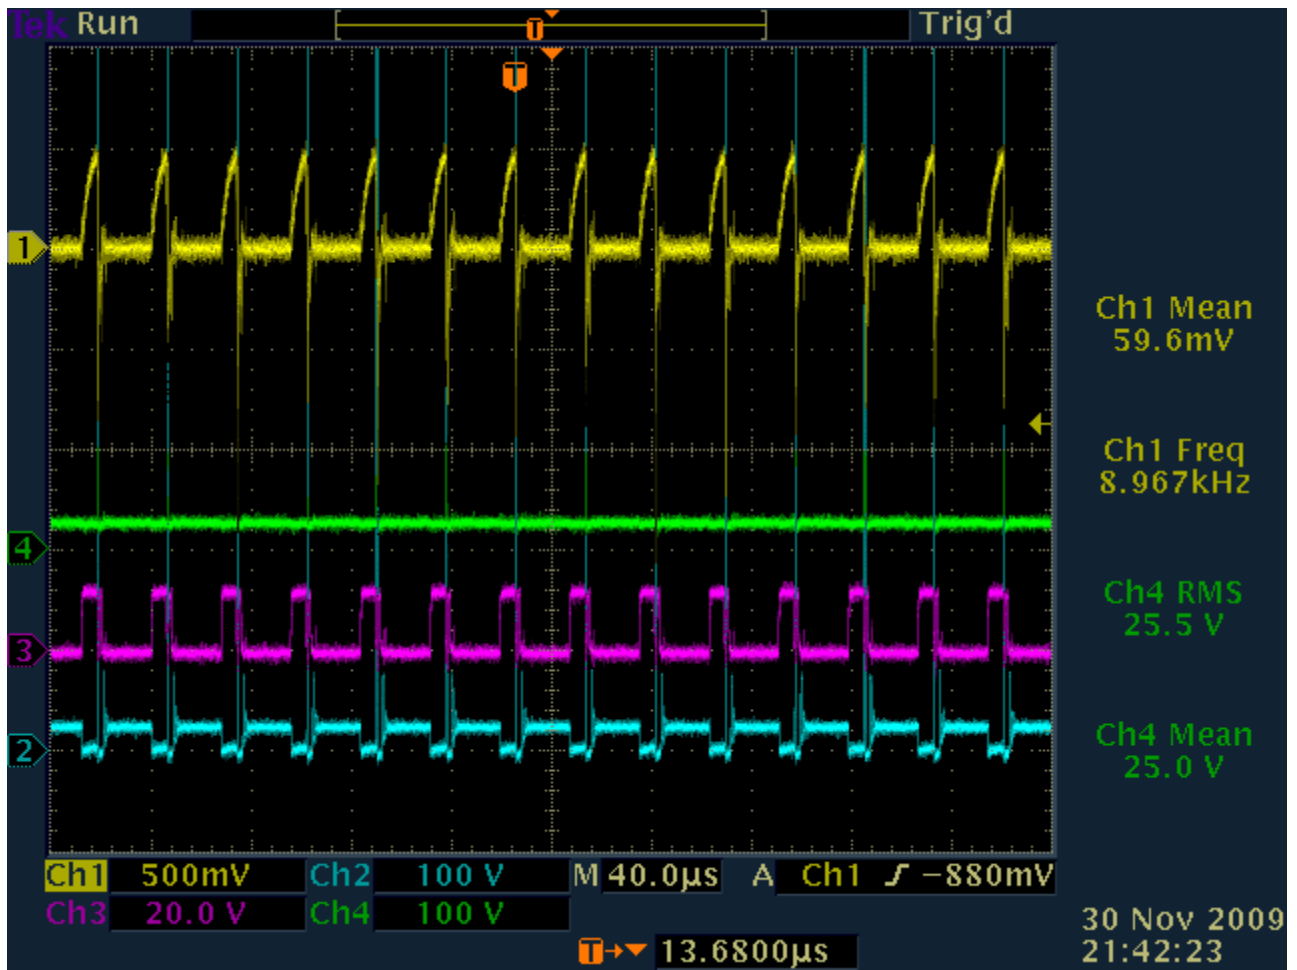 Tek Run Trig'd
T
T
1
Ch1 Mean
59.6mV
Ch1 Freq
8.967kHz
4
Ch4 RMS
25.5 V
3
Ch4 Mean
25.0 V
2
Ch1 500mV Ch2 100 V M 40.0µs A Ch1 ƒ -880mV
Ch3 20.0 V Ch4 100 V
30 Nov 2009
T→▼ 13.6800µs 21:42:23